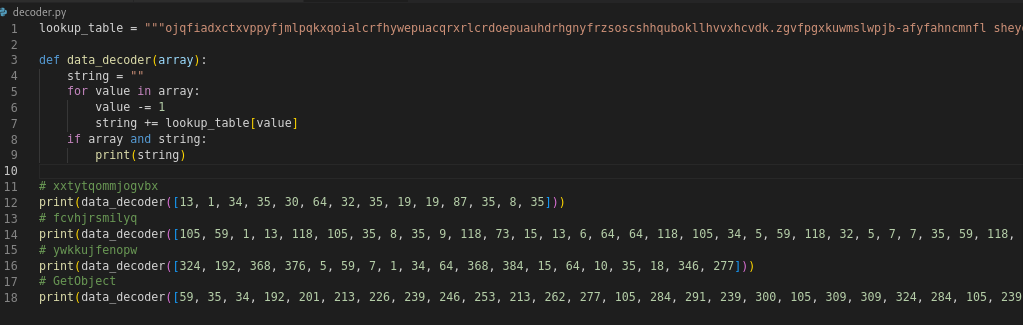 decoder.py
1 lookup_table = """ojqfiadxctxvppyfjmlpqkxqoialcrfhywepuacqrxrlcrdoepuauhdrhgnyfrzsoscshhqubokllhvvxhcvdk.zgvfpgxkuwmslwpjb-afyfahncmnfl shey
2
3 def data_decoder(array):
4 string = ""
5 for value in array:
6 value -= 1
7 string += lookup_table[value]
8 if array and string:
9 print(string)
10
11 # xxtytqommjogvbx
12 print(data_decoder([13, 1, 34, 35, 30, 64, 32, 35, 19, 19, 87, 35, 8, 35]))
13 # fcvhjrsmilyq
14 print(data_decoder([105, 59, 1, 13, 118, 105, 35, 8, 35, 9, 118, 73, 15, 13, 6, 64, 64, 118, 105, 34, 5, 59, 118, 32, 5, 7, 7, 35, 59, 118,
15 # ywkkujfenopw
16 print(data_decoder([324, 192, 368, 376, 5, 59, 7, 1, 34, 64, 368, 384, 15, 64, 10, 35, 18, 346, 277]))
17 # GetObject
18 print(data_decoder([59, 35, 34, 192, 201, 213, 226, 239, 246, 253, 213, 262, 277, 105, 284, 291, 239, 300, 105, 309, 309, 324, 284, 105, 239